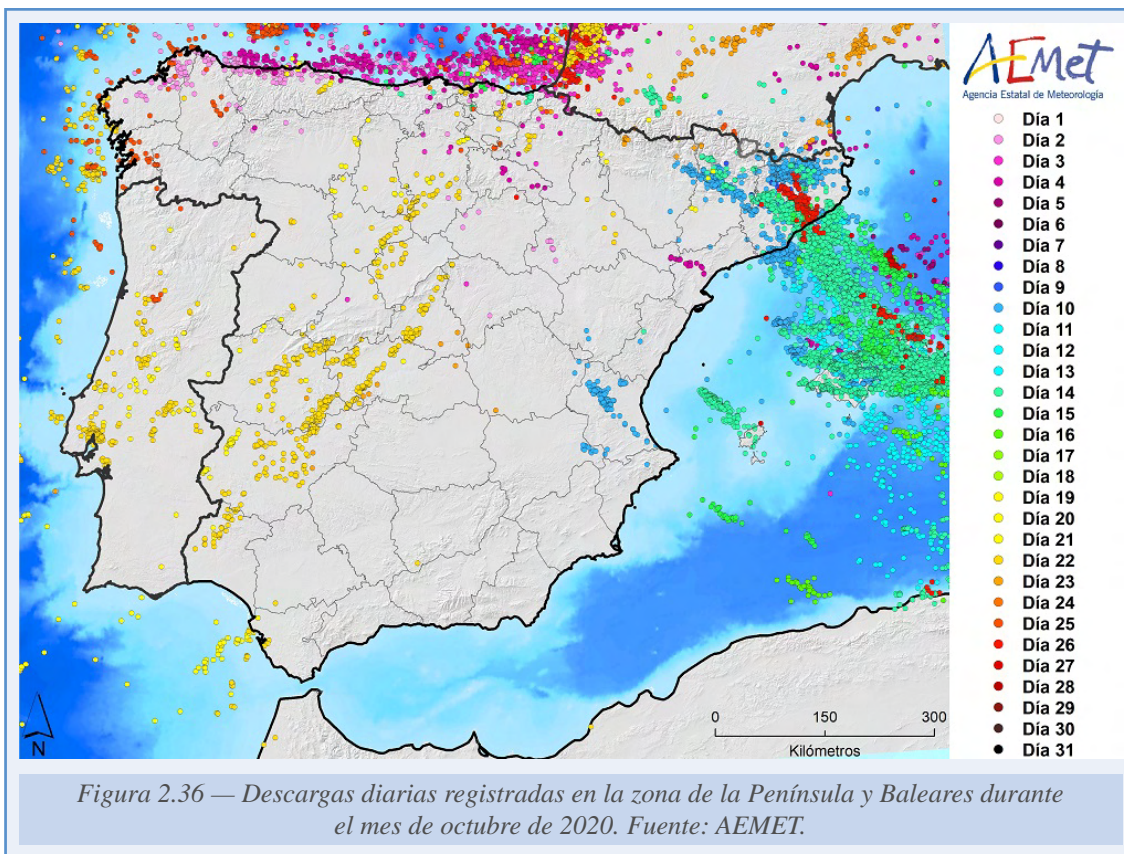 AEmet
Agencia Estatal de Meteorología
Día 1
Día 2
Día 3
Día 4
Día 5
Día 6
Día 7
Día 8
Día 9
Día 10
Día 11
Día 12
Día 13
Día 14
Día 15
Día 16
Día 17
Día 18
Día 19
Día 20
Día 21
Día 22
Día 23
Día 24
Día 25
Día 26
Día 27
Día 28
Día 29
Día 30
Día 31
N
0 150 300
Kilómetros
Figura 2.36 — Descargas diarias registradas en la zona de la Península y Baleares durante
el mes de octubre de 2020. Fuente: AEMET.